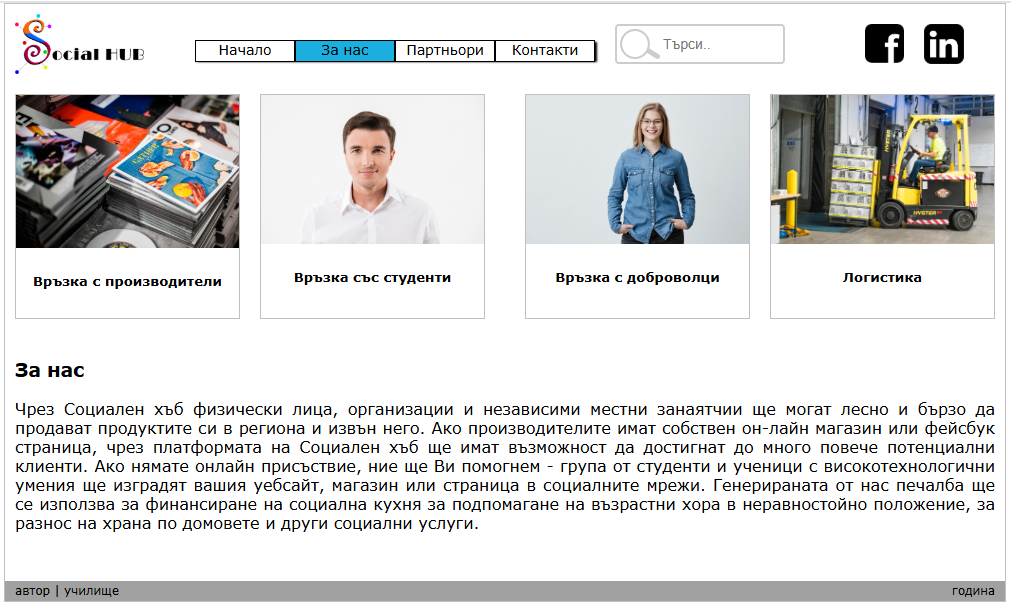 Social HUB
Начало
За нас
Партньори
Контакти
Търси..
Връзка с производители
Връзка със студенти
Връзка с доброволци
Логистика
За нас
Чрез Социален хъб физически лица, организации и независими местни занаятчии ще могат лесно и бързо да
продават продуктите си в региона и извън него. Ако производителите имат собствен он-лайн магазин или фейсбук
страница, чрез платформата на Социален хъб ще имат възможност да достигнат до много повече потенциални
клиенти. Ако нямате онлайн присъствие, ние ще Ви помогнем - група от студенти и ученици с високотехнологични
умения ще изградят вашия уебсайт, магазин или страница в социалните мрежи. Генерираната от нас печалба ще
се използва за финансиране на социална кухня за подпомагане на възрастни хора в неравностойно положение, за
разнос на храна по домовете и други социални услуги.
автор | училище
година